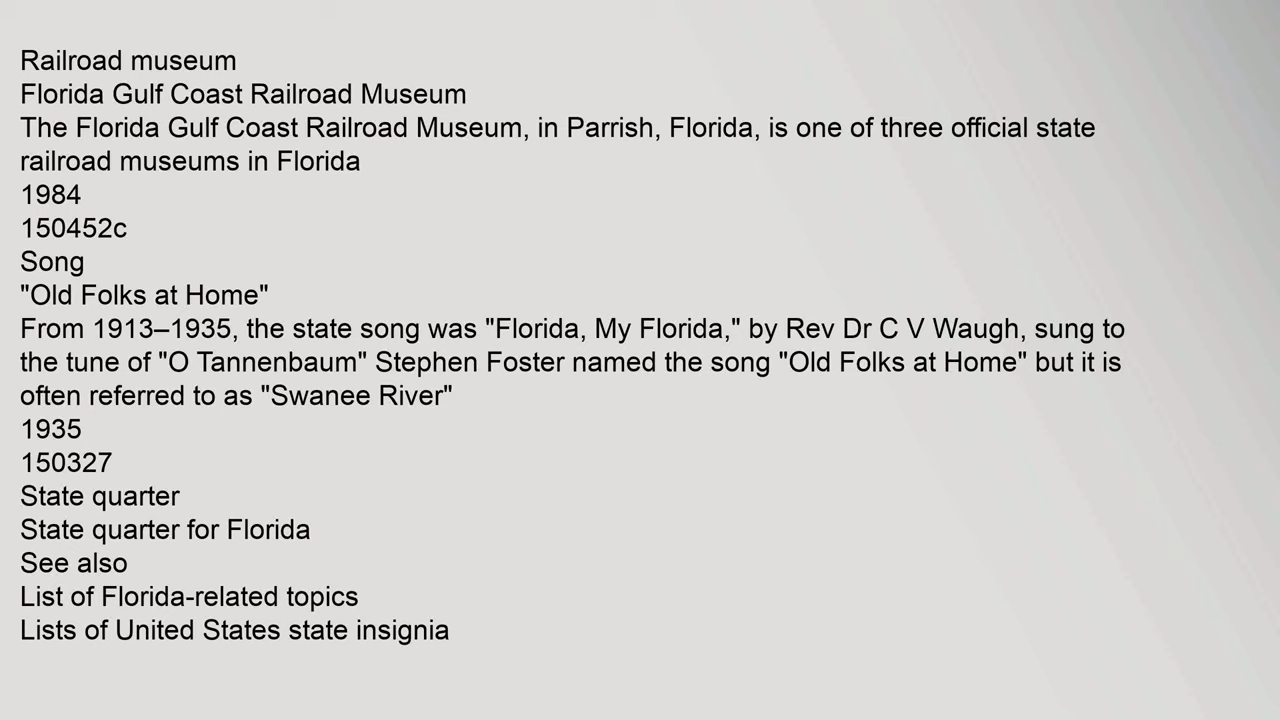 Railroad museum
Florida Gulf Coast Railroad Museum
The Florida Gulf Coast Railroad Museum, in Parrish, Florida, is one of three official state
railroad museums in Florida
1984
150452c
Song
"Old Folks at Home"
From 1913–1935, the state song was "Florida, My Florida," by Rev Dr C V Waugh, sung to
the tune of "O Tannenbaum" Stephen Foster named the song "Old Folks at Home" but it is
often referred to as "Swanee River"
1935
150327
State quarter
State quarter for Florida
See also
List of Florida-related topics
Lists of United States state insignia